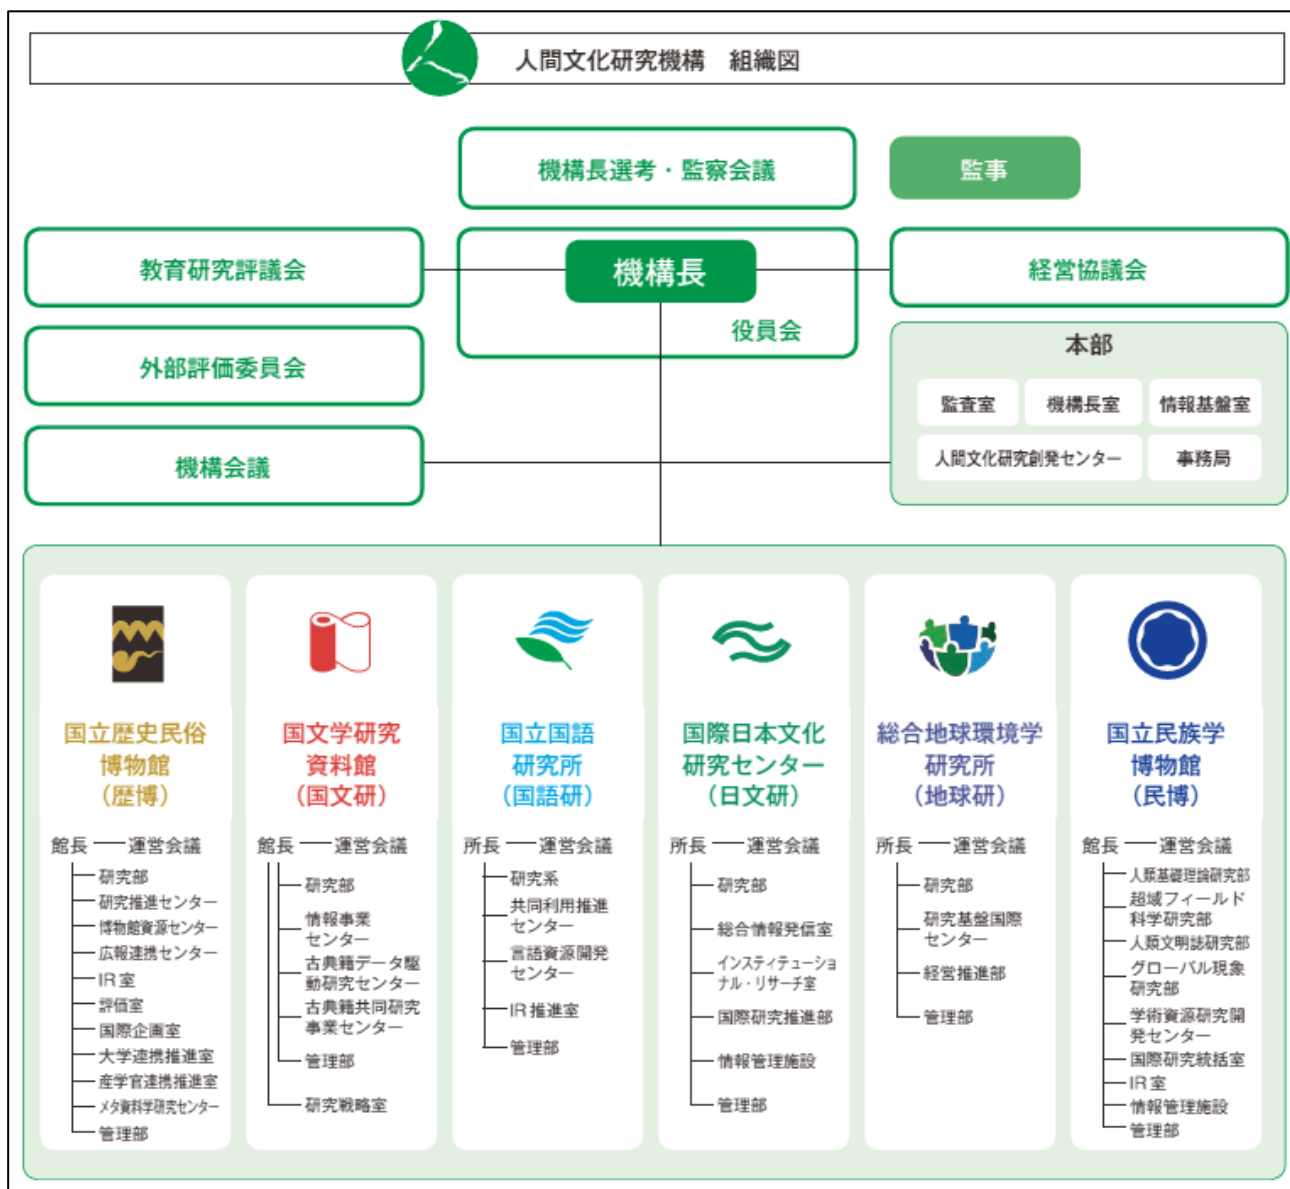 人間文化研究機構　組織図
機構長選考・監察会議
監事
教育研究評議会
機構長
役員会
経営協議会
外部評価委員会
機構会議
本部
監査室
機構長室
情報基盤室
人間文化研究創発センター
事務局
国立歴史民俗
博物館
（歴博）
館長
運営会議
研究部
研究推進センター
博物館資源センター
広報連携センター
IR室
評価室
国際企画室
大学連携推進室
産学官連携推進室
メタ資料学研究センター
管理部
国文学研究
資料館
（国文研）
館長
運営会議
研究部
情報事業
センター
古典籍データ駆
動研究センター
古典籍共同研究
事業センター
管理部
研究戦略室
国立国語
研究所
（国語研）
所長
運営会議
研究系
共同利用推進
センター
言語資源開発
センター
IR推進室
管理部
国際日本文化
研究センター
（日文研）
所長
運営会議
研究部
総合情報発信室
インスティテューショ
ナル・リサーチ室
国際研究推進部
情報管理施設
管理部
総合地球環境学
研究所
（地球研）
所長
運営会議
研究部
研究基盤国際
センター
経営推進部
管理部
国立民族学
博物館
（民博）
館長
運営会議
人類基礎理論研究部
超域フィールド
科学研究部
人類文明誌研究部
グローバル現象
研究部
学術資源研究開
発センター
国際研究統括室
IR室
情報管理施設
管理部